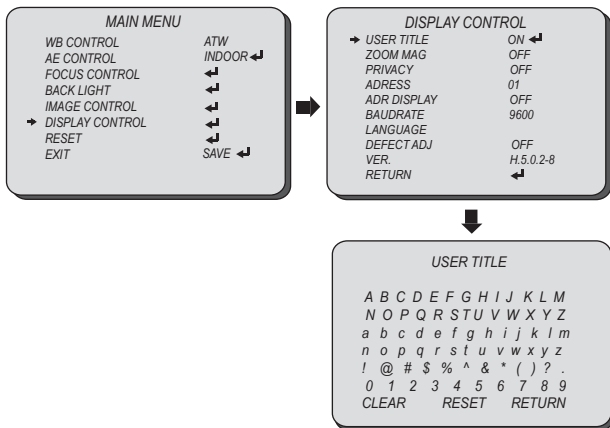 MAIN MENU
WB CONTROL ATW
AE CONTROL INDOOR
FOCUS CONTROL
BACK LIGHT
IMAGE CONTROL
DISPLAY CONTROL
RESET
EXIT SAVE
DISPLAY CONTROL
USER TITLE ON
ZOOM MAG OFF
PRIVACY OFF
ADRESS 01
ADR DISPLAY OFF
BAUDRATE 9600
LANGUAGE
DEFECT ADJ OFF
VER. H.5.0.2-8
RETURN
USER TITLE
A B C D E F G H I J K L M
N O P Q R S T U V W X Y Z
a b c d e f g h i j k l m
n o p q r s t u v w x y z
! @ # $ % ^ & * ( ) ? .
0 1 2 3 4 5 6 7 8 9
CLEAR RESET RETURN